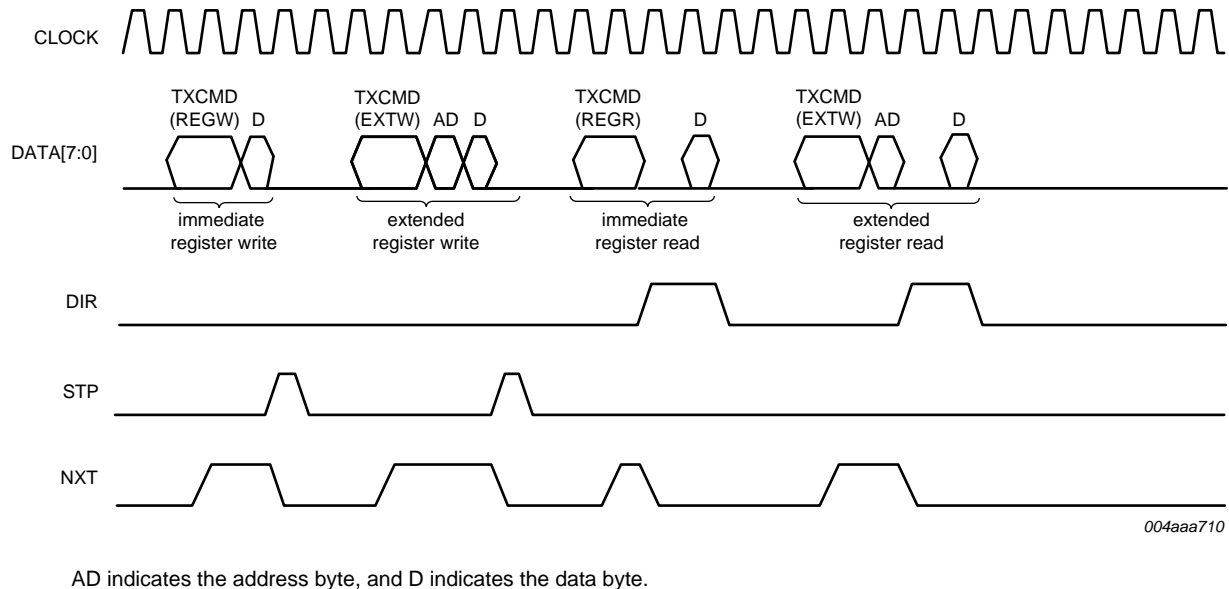 CLOCK
TXCMD
(REGW) D
TXCMD
(EXTW) AD D
TXCMD
(REGR) D
TXCMD
(EXTW) AD D
DATA[7:0]
immediate
register write
extended
register write
immediate
register read
extended
register read
DIR
STP
NXT
004aaa710
AD indicates the address byte, and D indicates the data byte.